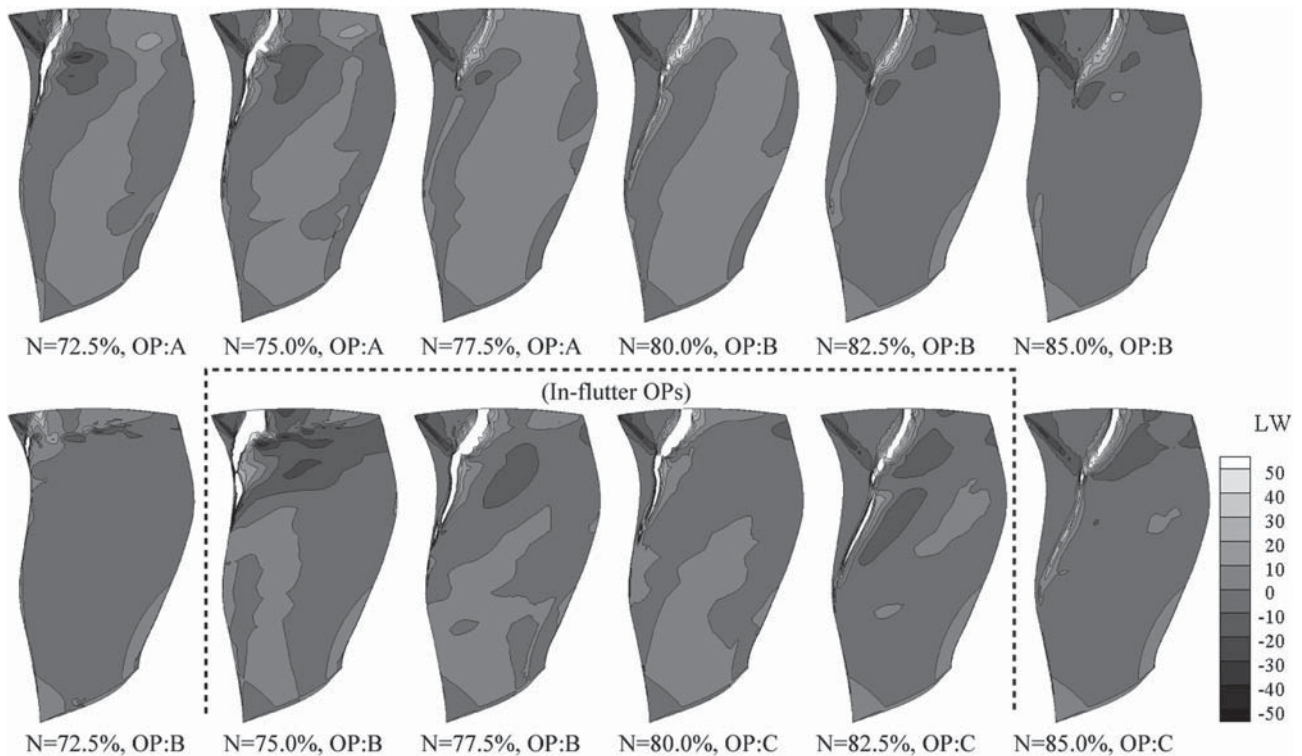 N=72.5%, OP:A
N=75.0%, OP:A
N=77.5%, OP:A
N=80.0%, OP:B
N=82.5%, OP:B
N=85.0%, OP:B
(In-flutter OPs)
LW
50
40
30
20
10
0
-10
-20
-30
-40
-50
N=72.5%, OP:B
N=75.0%, OP:B
N=77.5%, OP:B
N=80.0%, OP:C
N=82.5%, OP:C
N=85.0%, OP:C